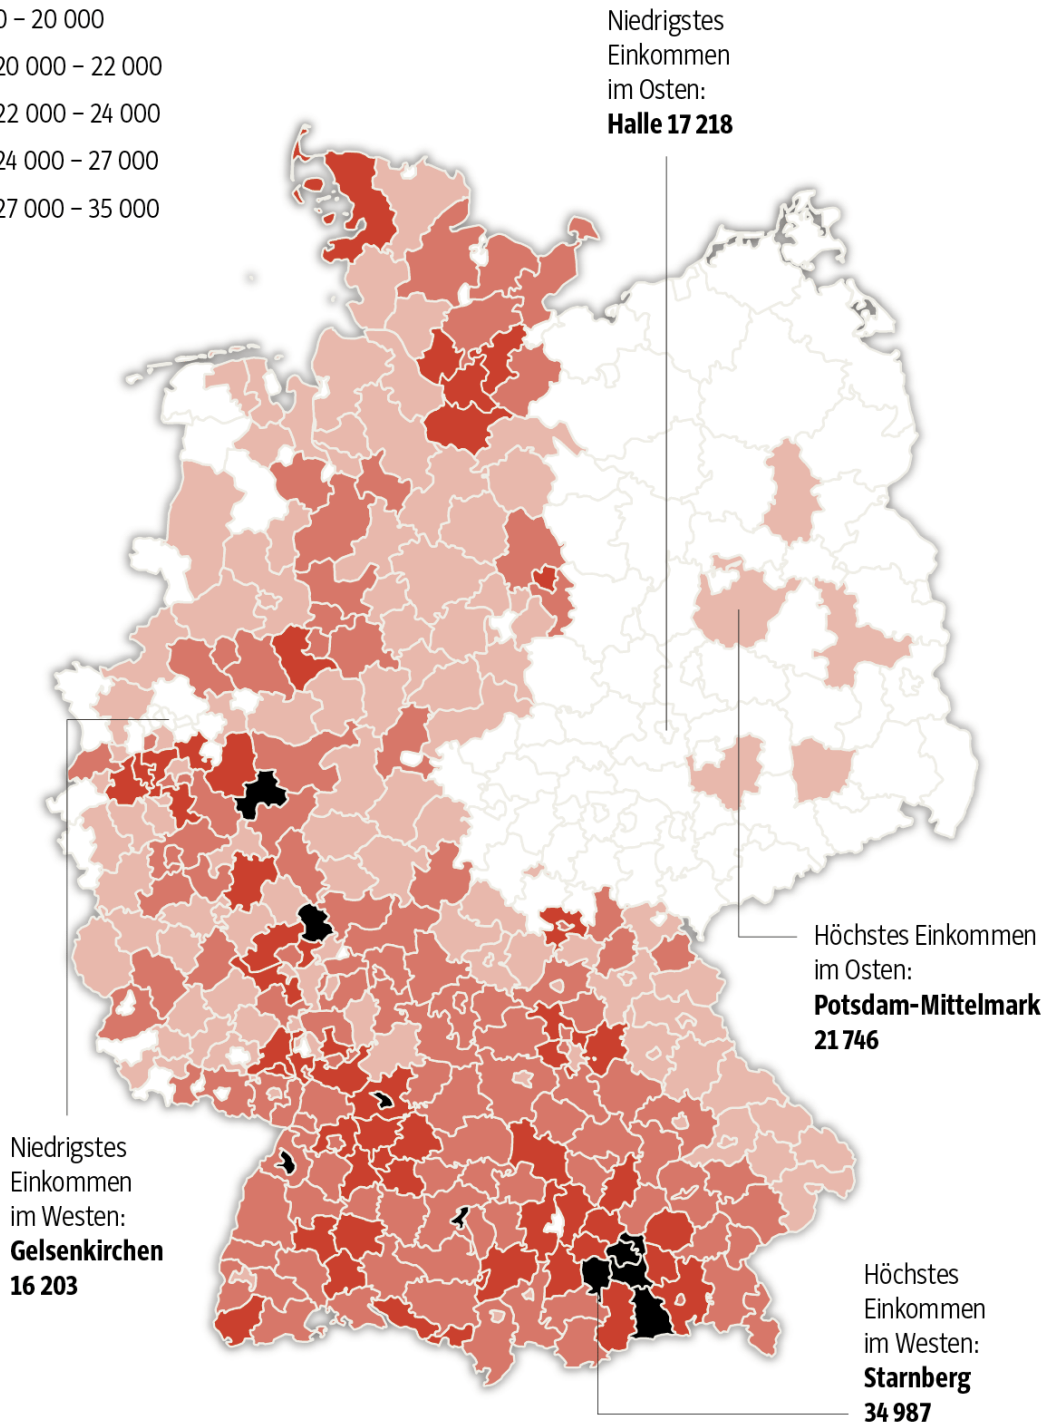 0 – 20 000
20 000 – 22 000
22 000 – 24 000
24 000 – 27 000
27 000 – 35 000
Niedrigstes
Einkommen
im Osten:
Halle 17 218
Höchstes Einkommen
im Osten:
Potsdam-Mittelmark
21 746
Niedrigstes
Einkommen
im Westen:
Gelsenkirchen
16 203
Höchstes
Einkommen
im Westen:
Starnberg
34 987